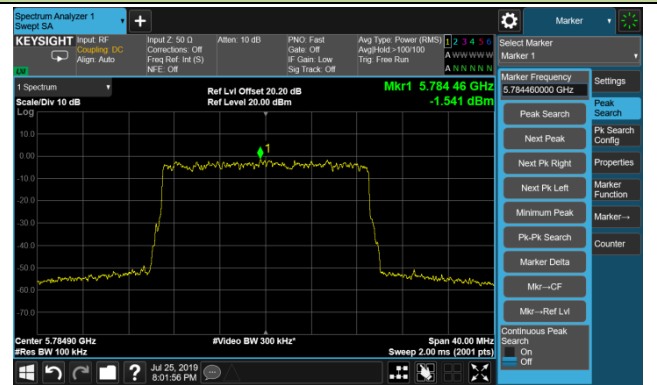 Spectrum Analyzer 1
Swept SA
Marker
KEYSIGHT
Input: RF
Coupling: DC
Align: Auto
Input Z: 50 Ω
Corrections: Off
Freq Ref: Int (S)
NFE: Off
Atten: 10 dB
PNO: Fast
Gate: Off
IF Gain: Low
Sig Track: Off
Avg Type: Power (RMS)
Avg|Hold >100/100
Trig: Free Run
1 2 3 4 5 6
A W W W W W
A N N N N N
LVI
Select Marker
Marker 1
1 Spectrum
Scale/Div 10 dB
Log
Ref Lvl Offset 20.20 dB
Ref Level 20.00 dBm
Mkr1 5.784 46 GHz
-1.541 dBm
1
10.0
0.00
-10.0
-20.0
-30.0
-40.0
-50.0
-60.0
-70.0
Center 5.78490 GHz
#Res BW 100 kHz
#Video BW 300 kHz*
Span 40.00 MHz
Sweep 2.00 ms (2001 pts)
Marker Frequency
5.784460000 GHz
Peak Search
Next Peak
Next Pk Right
Next Pk Left
Minimum Peak
Pk-Pk Search
Marker Delta
Mkr→CF
Mkr→Ref Lvl
Continuous Peak
Search
On
Off
Settings
Peak
Search
Pk Search
Config
Properties
Marker
Function
Marker→
Counter
?
Jul 25, 2019
8:01:56 PM